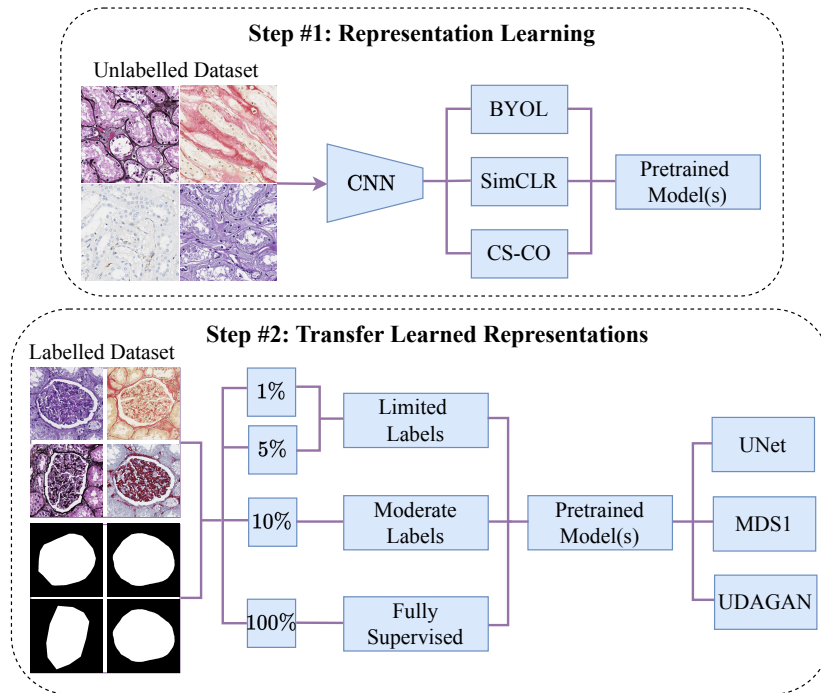 Step #1: Representation Learning
Unlabelled Dataset
CNN
BYOL
SimCLR
CS-CO
Pretrained
Model(s)
Step #2: Transfer Learned Representations
Labelled Dataset
1%
5%
10%
100%
Limited
Labels
Moderate
Labels
Fully
Supervised
Pretrained
Model(s)
UNet
MDS1
UDAGAN